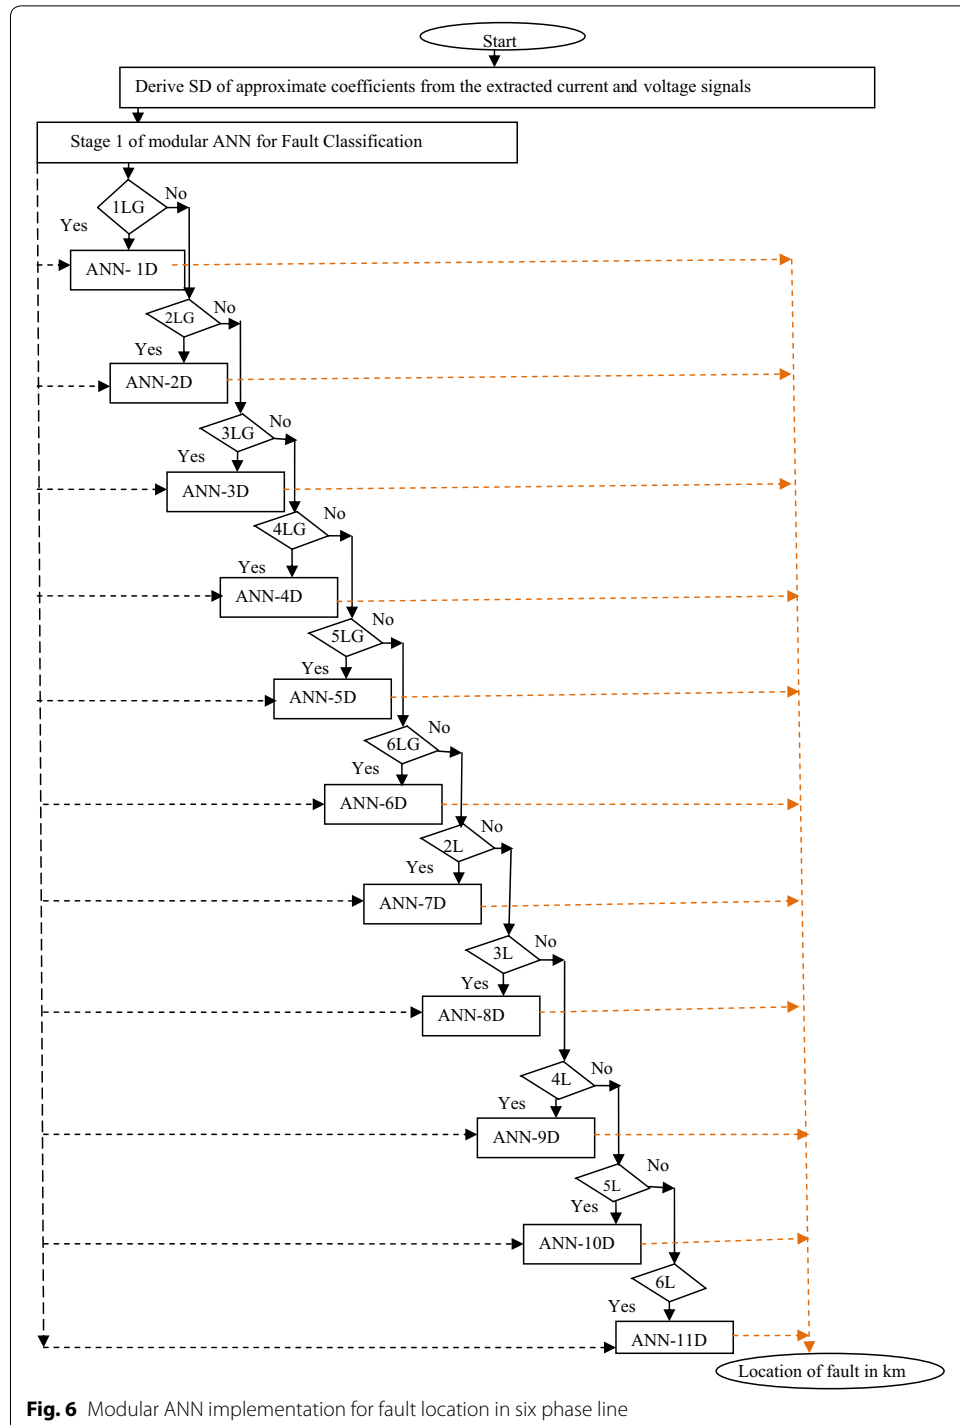 Start
Derive SD of approximate coefficients from the extracted current and voltage signals
Stage 1 of modular ANN for Fault Classification
No
1LG
Yes
ANN- 1D
No
2LG
Yes
ANN-2D
No
3LG
Yes
ANN-3D
No
4LG
Yes
ANN-4D
No
5LG
Yes
ANN-5D
No
6LG
Yes
ANN-6D
No
2L
Yes
ANN-7D
No
3L
Yes
ANN-8D
No
4L
Yes
ANN-9D
No
5L
Yes
ANN-10D
6L
Yes
ANN-11D
Location of fault in km
Fig. 6 Modular ANN implementation for fault location in six phase line